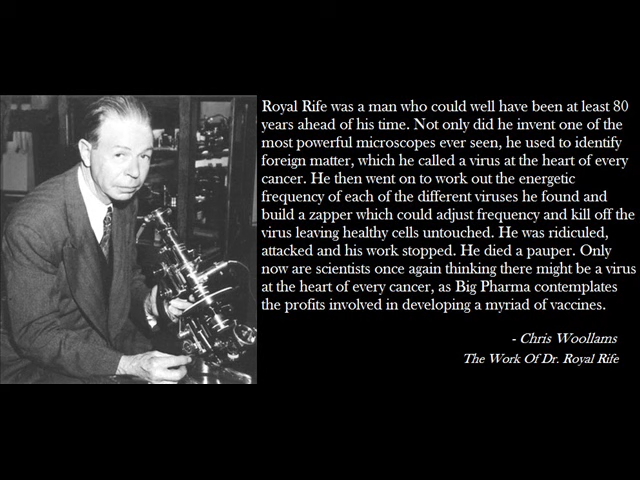 Royal Rife was a man who could well have been at least 80
years ahead of his time. Not only did he invent one of the
most powerful microscopes ever seen, he used to identify
foreign matter, which he called a virus at the heart of every
cancer. He then went on to work out the energetic
frequency of each of the different viruses he found and
build a zapper which could adjust frequency and kill off the
virus leaving healthy cells untouched. He was ridiculed,
attacked and his work stopped. He died a pauper. Only
now are scientists once again thinking there might be a virus
at the heart of every cancer, as Big Pharma contemplates
the profits involved in developing a myriad of vaccines.
- Chris Woollams
The Work Of Dr. Royal Rife